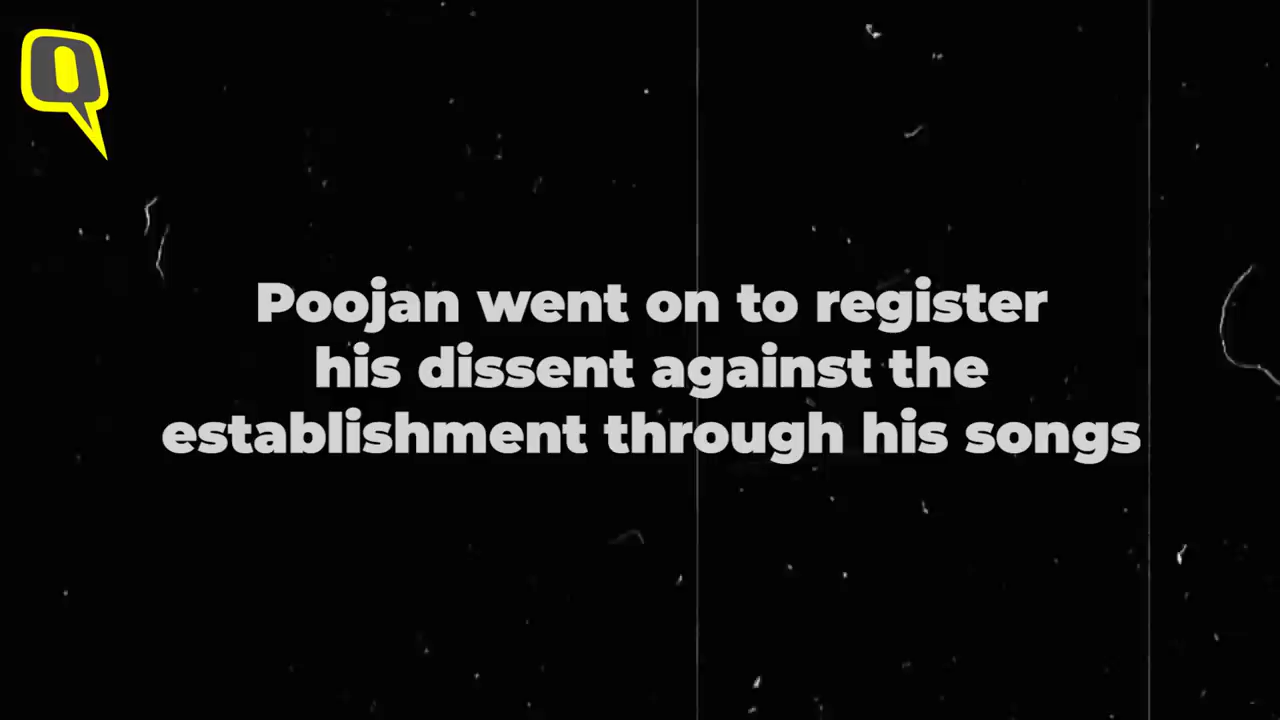 Poojan went on to register
his dissent against the
establishment through his songs